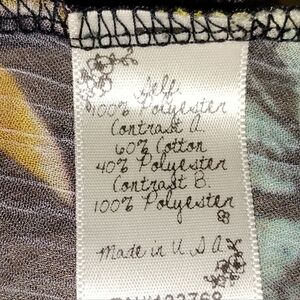 Self:
100% Polyester
Contrast A:
60% Cotton
40% Polyester
Contrast B:
100% Polyester
Made in U.S.A.